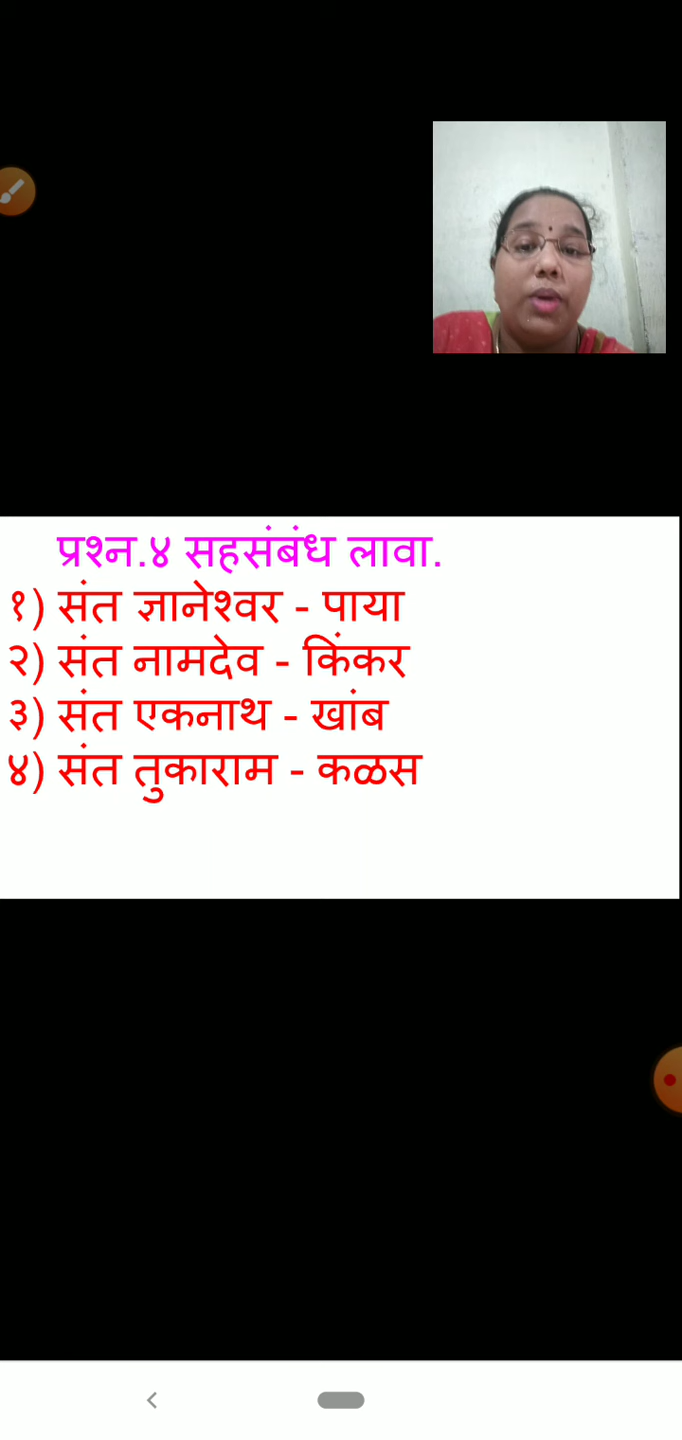 प्रश्न.४ सहसंबंध लावा.
१) संत ज्ञानेश्वर - पाया
२) संत नामदेव - किंकर
३) संत एकनाथ - खांब
४) संत तुकाराम - कळस